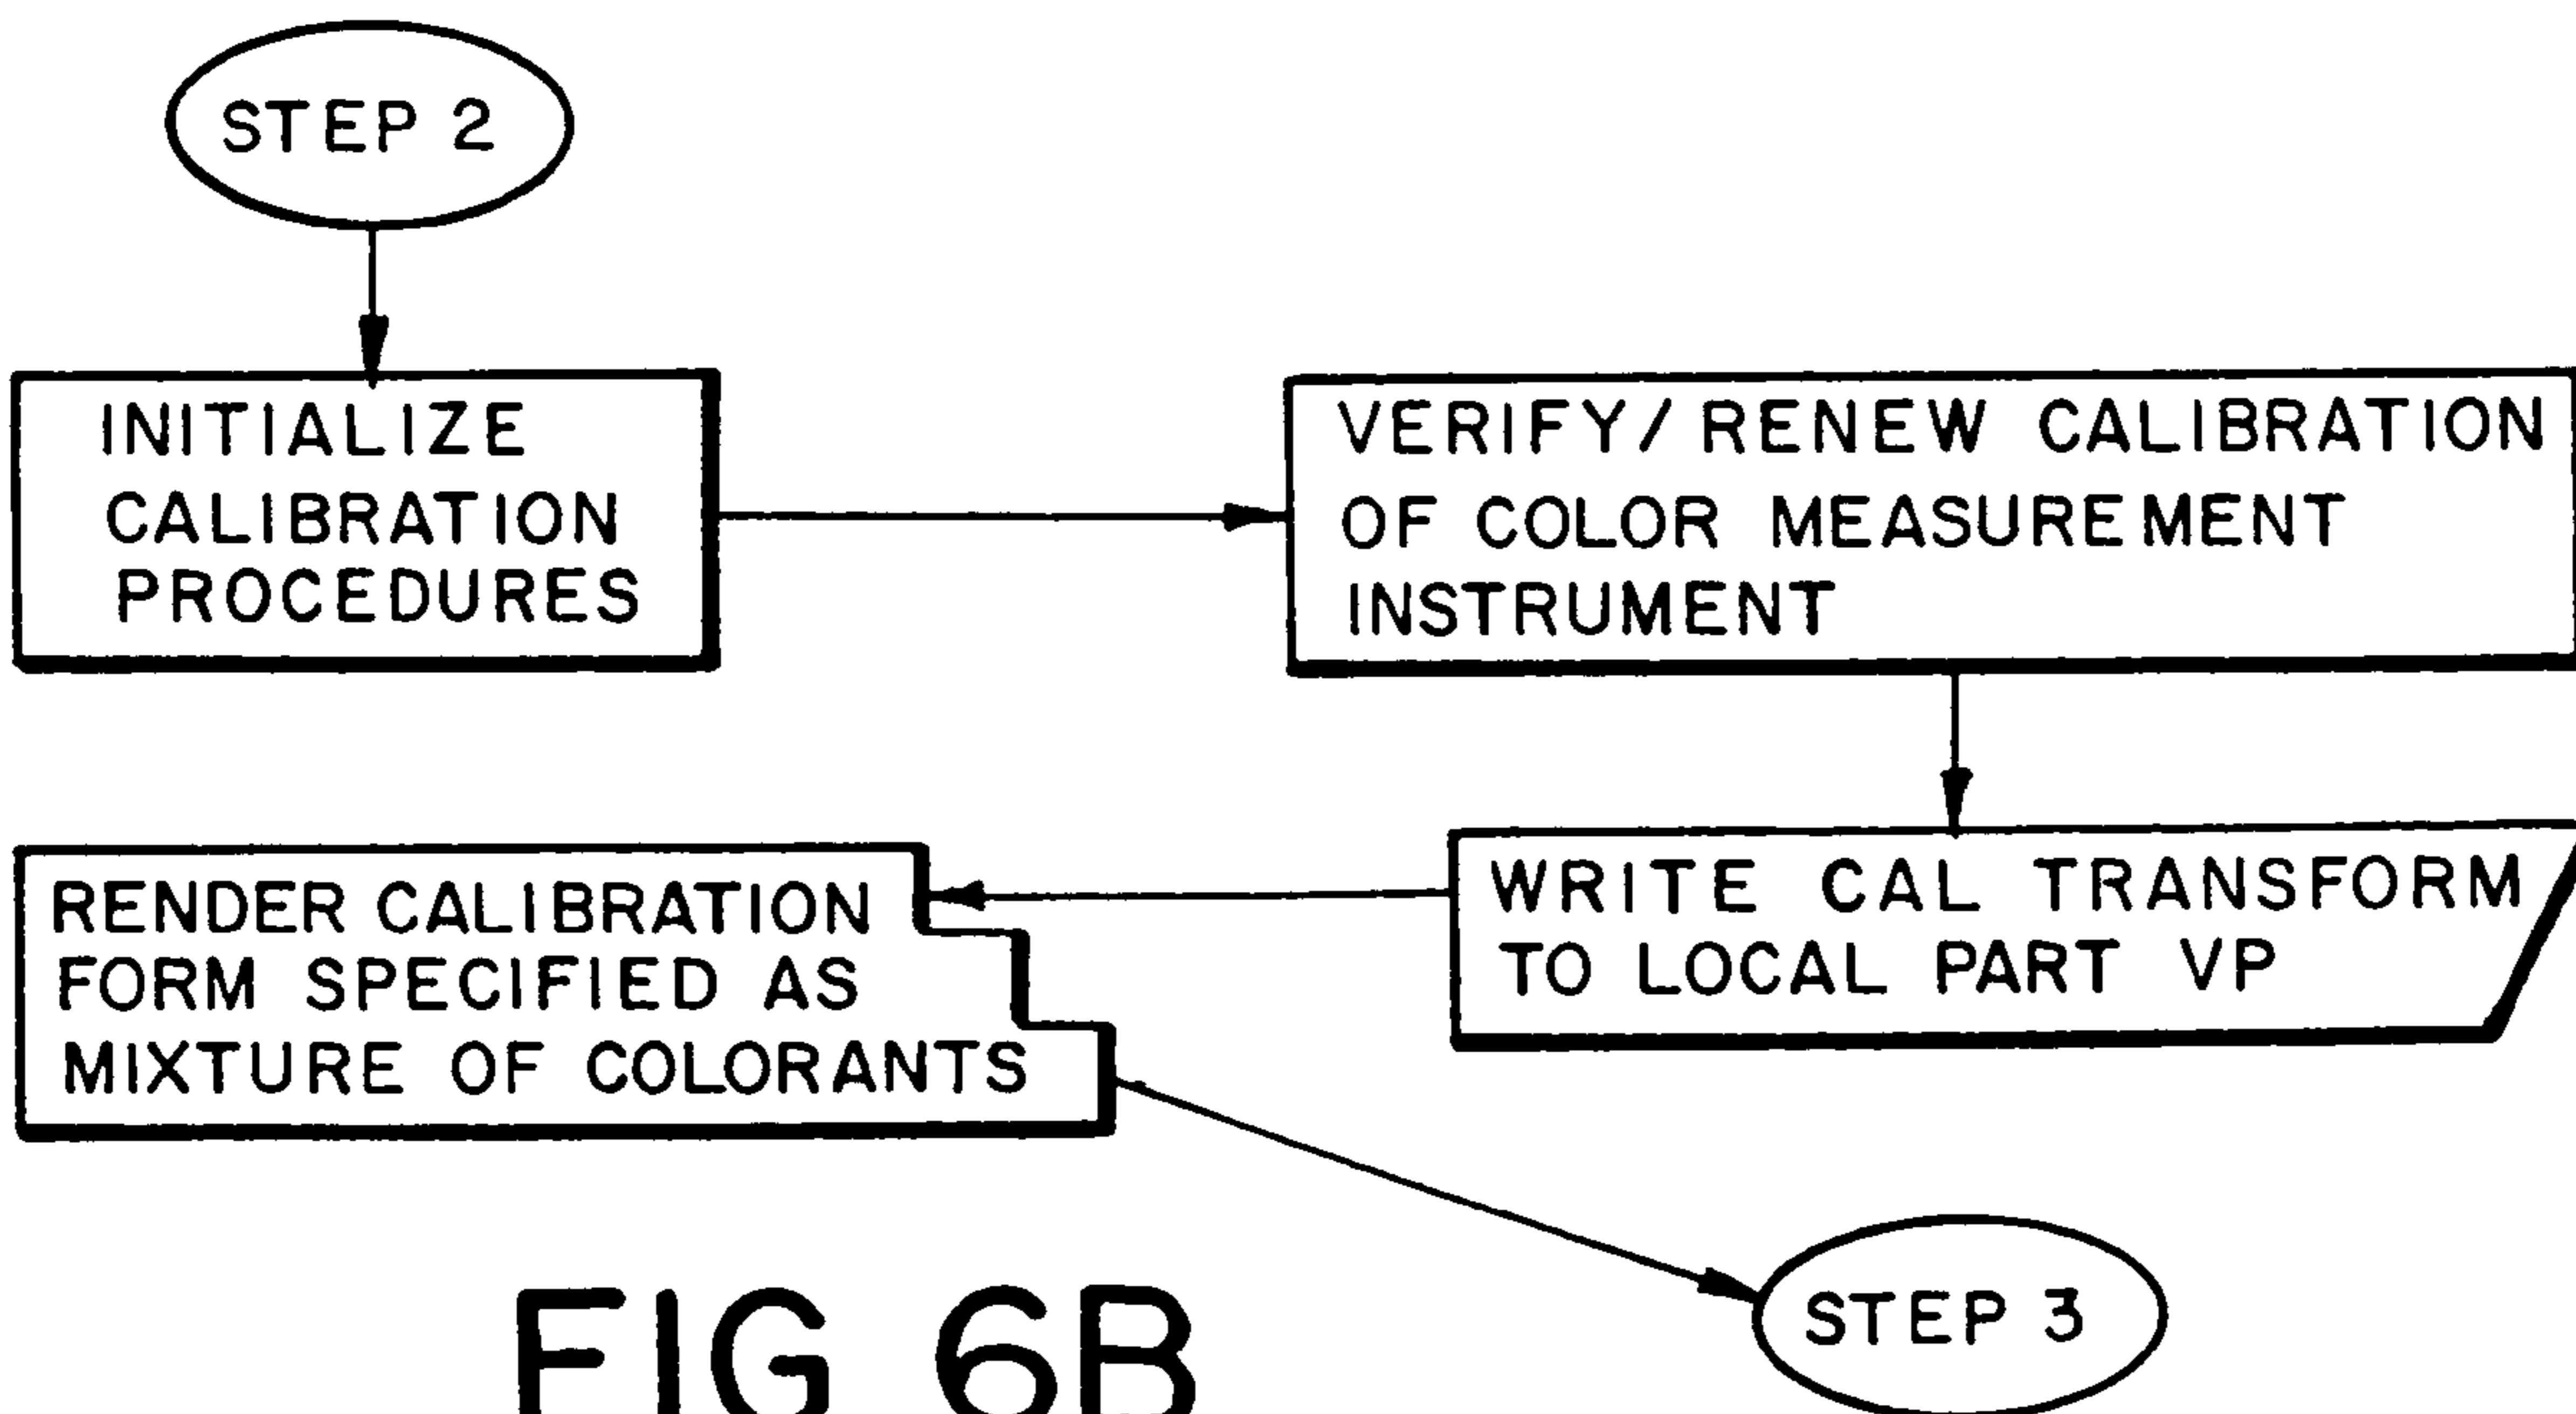 STEP 2
INITIALIZE
CALIBRATION
PROCEDURES
VERIFY/RENEW CALIBRATION
OF COLOR MEASUREMENT
INSTRUMENT
WRITE CAL TRANSFORM
TO LOCAL PART VP
RENDER CALIBRATION
FORM SPECIFIED AS
MIXTURE OF COLORANTS
STEP 3
FIG 6B